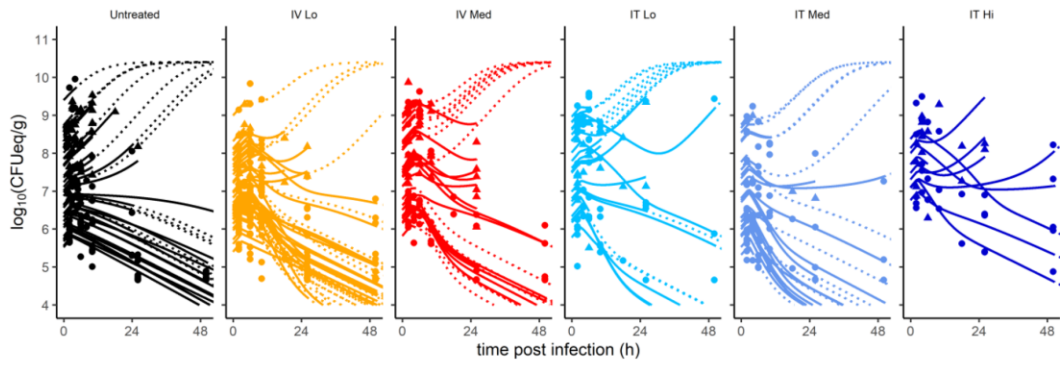 Untreated IV Lo IV Med IT Lo IT Med IT Hi
11
10
9
8
7
6
5
4
log10(CFUeq/g)
0 24 48 0 24 48 0 24 48 0 24 48 0 24 48 0 24 48
time post infection (h)